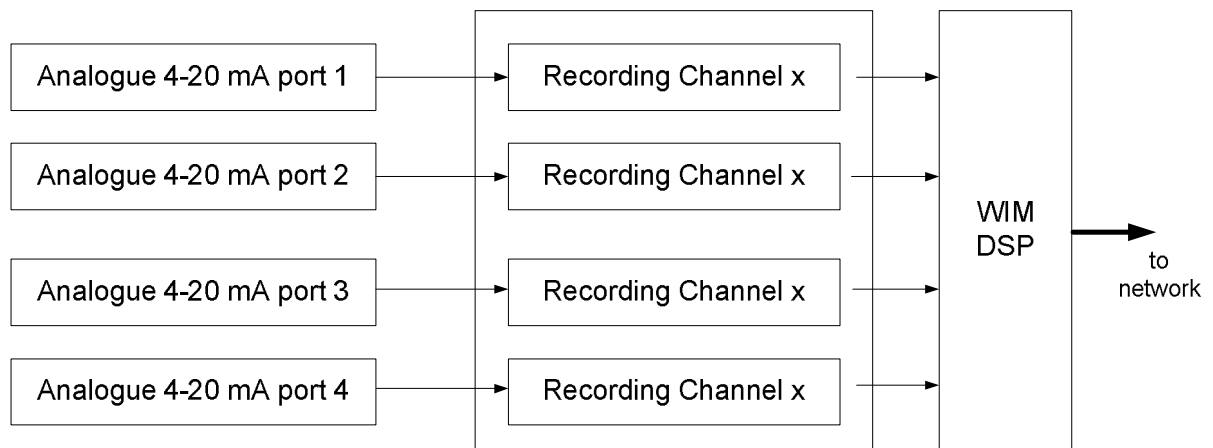 Analogue 4-20 mA port 1
Recording Channel x
Analogue 4-20 mA port 2
Recording Channel x
WIM
DSP
to
network
Analogue 4-20 mA port 3
Recording Channel x
Analogue 4-20 mA port 4
Recording Channel x